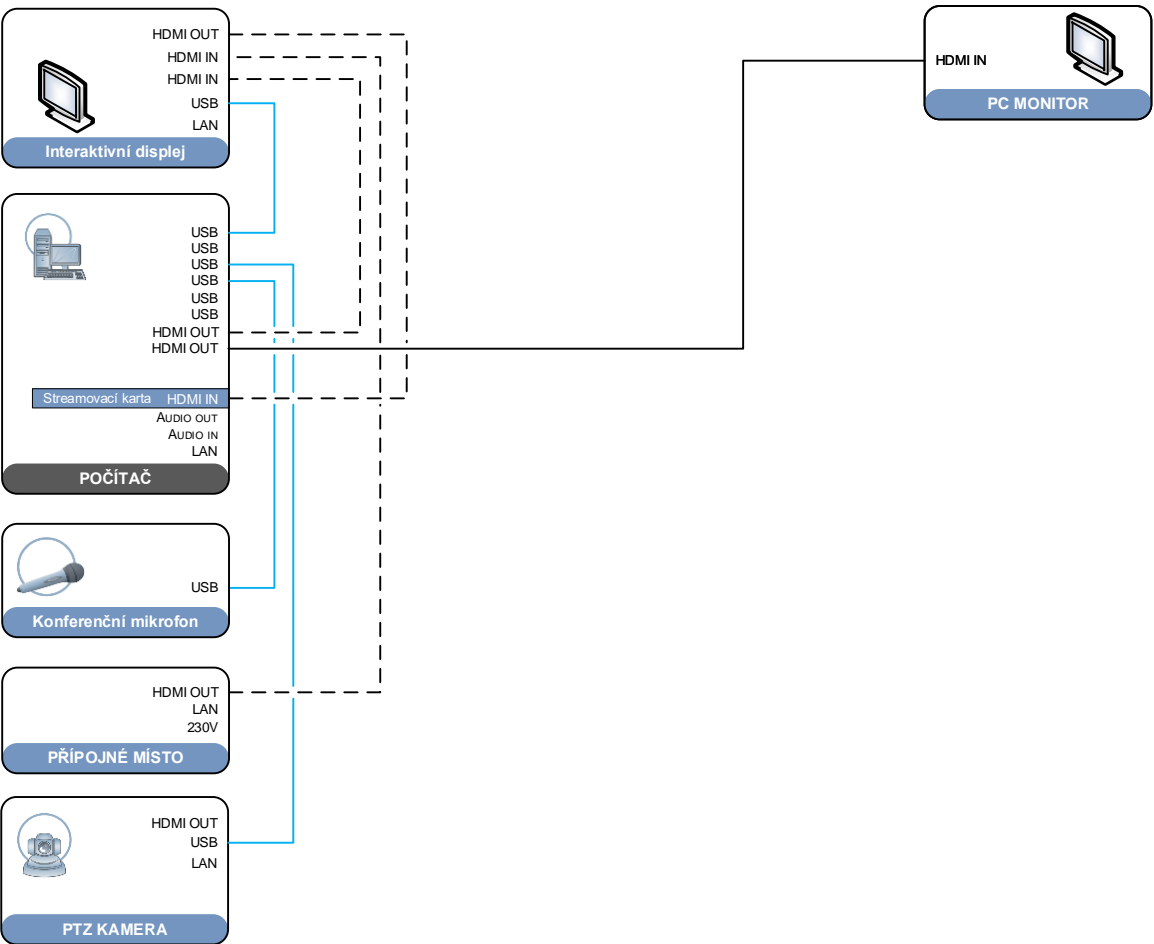 HDMI OUT
HDMI IN
HDMI IN
USB
LAN
Interaktivní displej
HDMI IN
PC MONITOR
USB
USB
USB
USB
USB
USB
HDMI OUT
HDMI OUT
Streamovací karta HDMI IN
AUDIO OUT
AUDIO IN
LAN
POČÍTAČ
USB
Konferenční mikrofon
HDMI OUT
LAN
230V
PŘÍPOJNÉ MÍSTO
HDMI OUT
USB
LAN
PTZ KAMERA